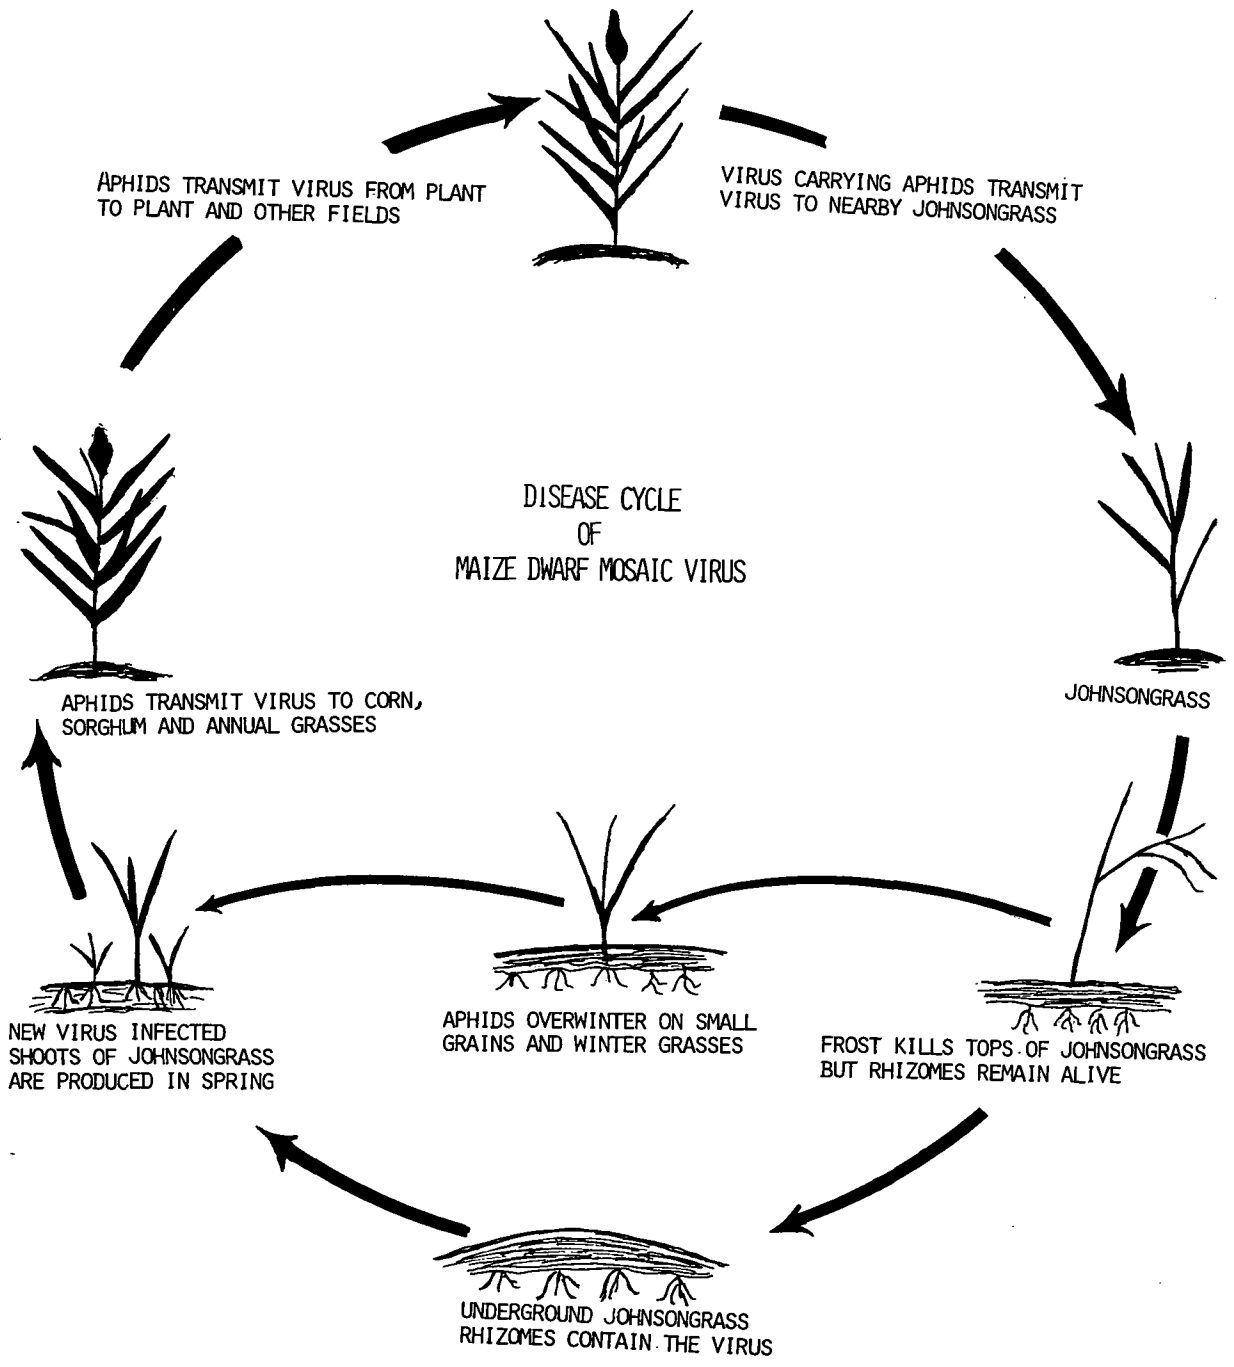 APHIDS TRANSMIT VIRUS FROM PLANT
TO PLANT AND OTHER FIELDS
VIRUS CARRYING APHIDS TRANSMIT
VIRUS TO NEARBY JOHNSONGRASS
DISEASE CYCLE
OF
MAIZE DWARF MOSAIC VIRUS
JOHNSONGRASS
APHIDS TRANSMIT VIRUS TO CORN,
SORGHUM AND ANNUAL GRASSES
NEW VIRUS INFECTED
SHOOTS OF JOHNSONGRASS
ARE PRODUCED IN SPRING
APHIDS OVERWINTER ON SMALL
GRAINS AND WINTER GRASSES
FROST KILLS TOPS OF JOHNSONGRASS
BUT RHIZOMES REMAIN ALIVE
UNDERGROUND JOHNSONGRASS
RHIZOMES CONTAIN THE VIRUS